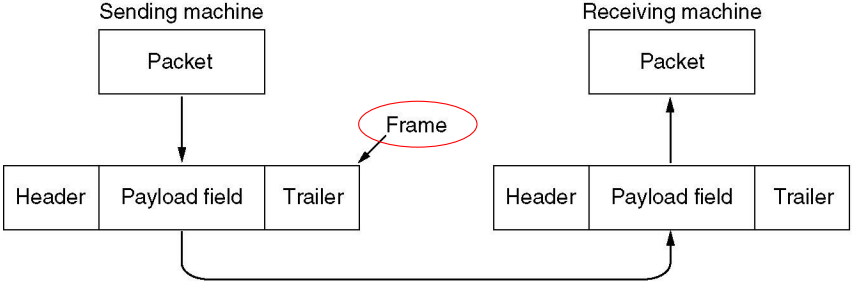 Sending machine
Receiving machine
Packet
Packet
Frame
Header
Payload field
Trailer
Header
Payload field
Trailer